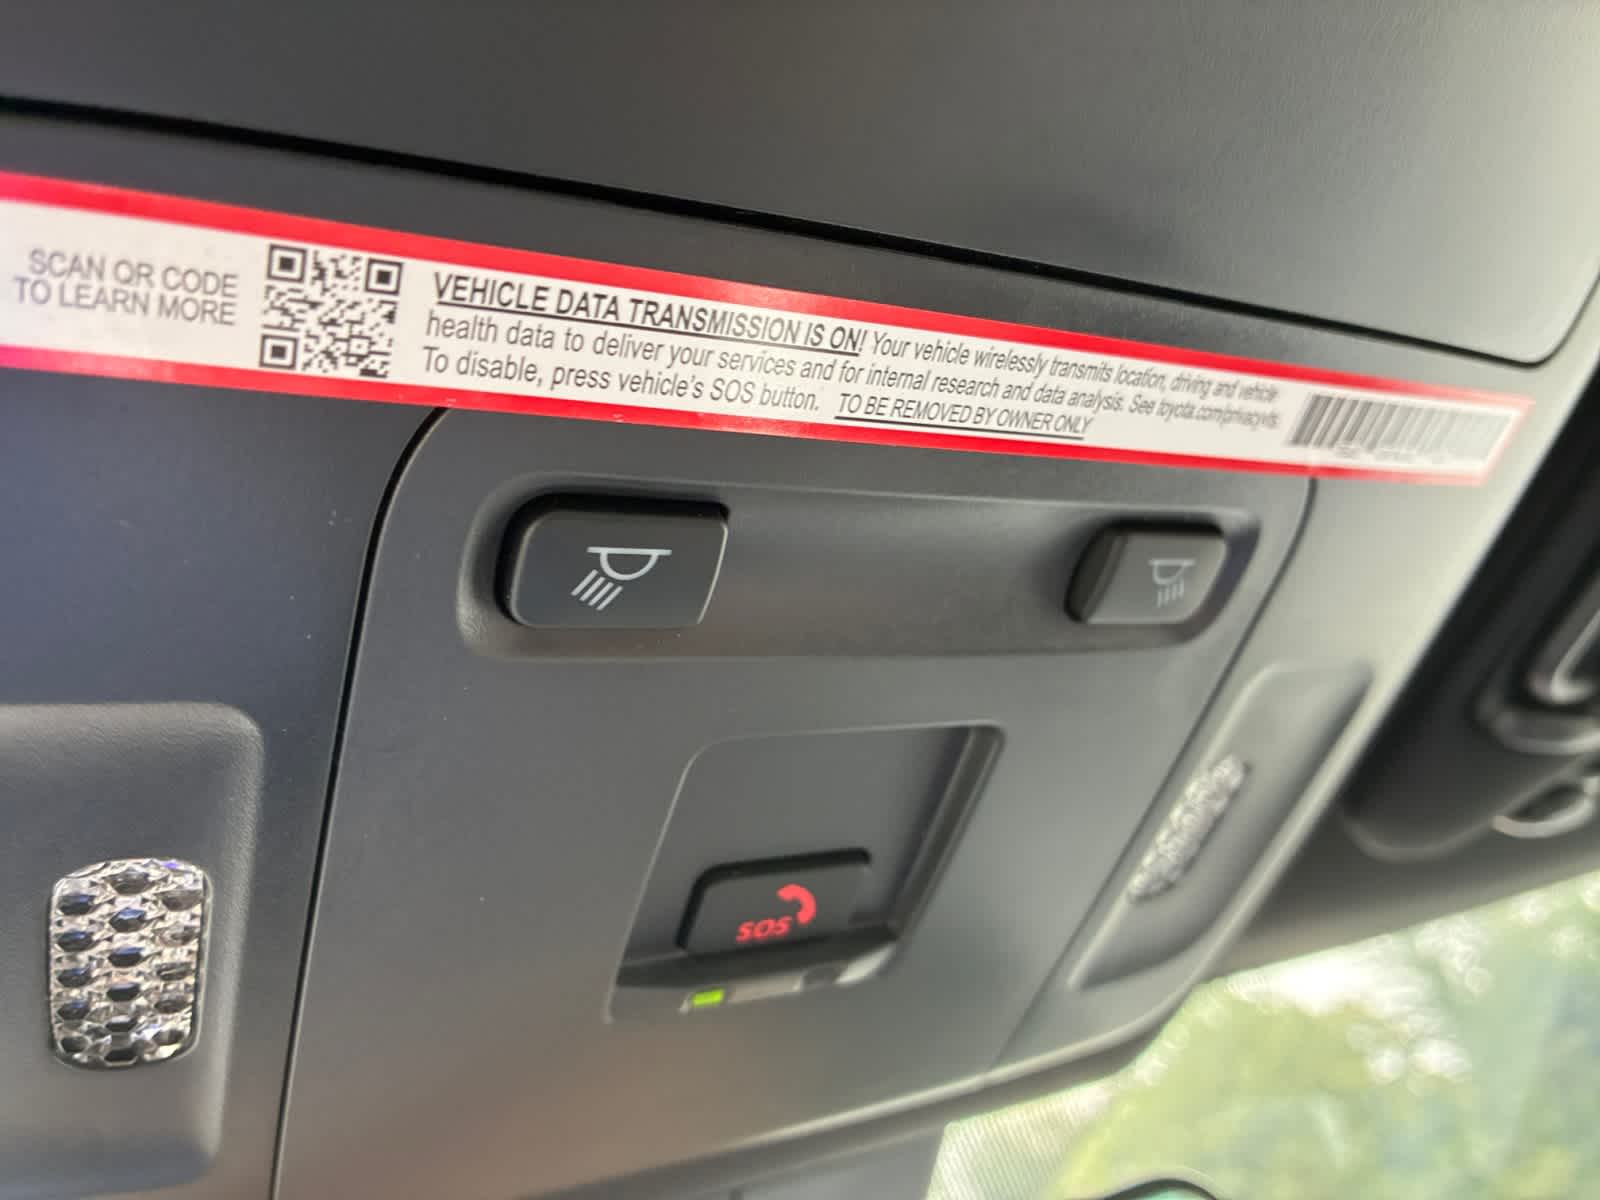 SCAN QR CODE
TO LEARN MORE
VEHICLE DATA TRANSMISSION IS ON! Your vehicle wirelessly transmits location, driving and vehicle
health data to deliver your services and for internal research and data analysis. See toyota.com/privacyvts.
To disable, press vehicle's SOS button. TO BE REMOVED BY OWNER ONLY
SOS